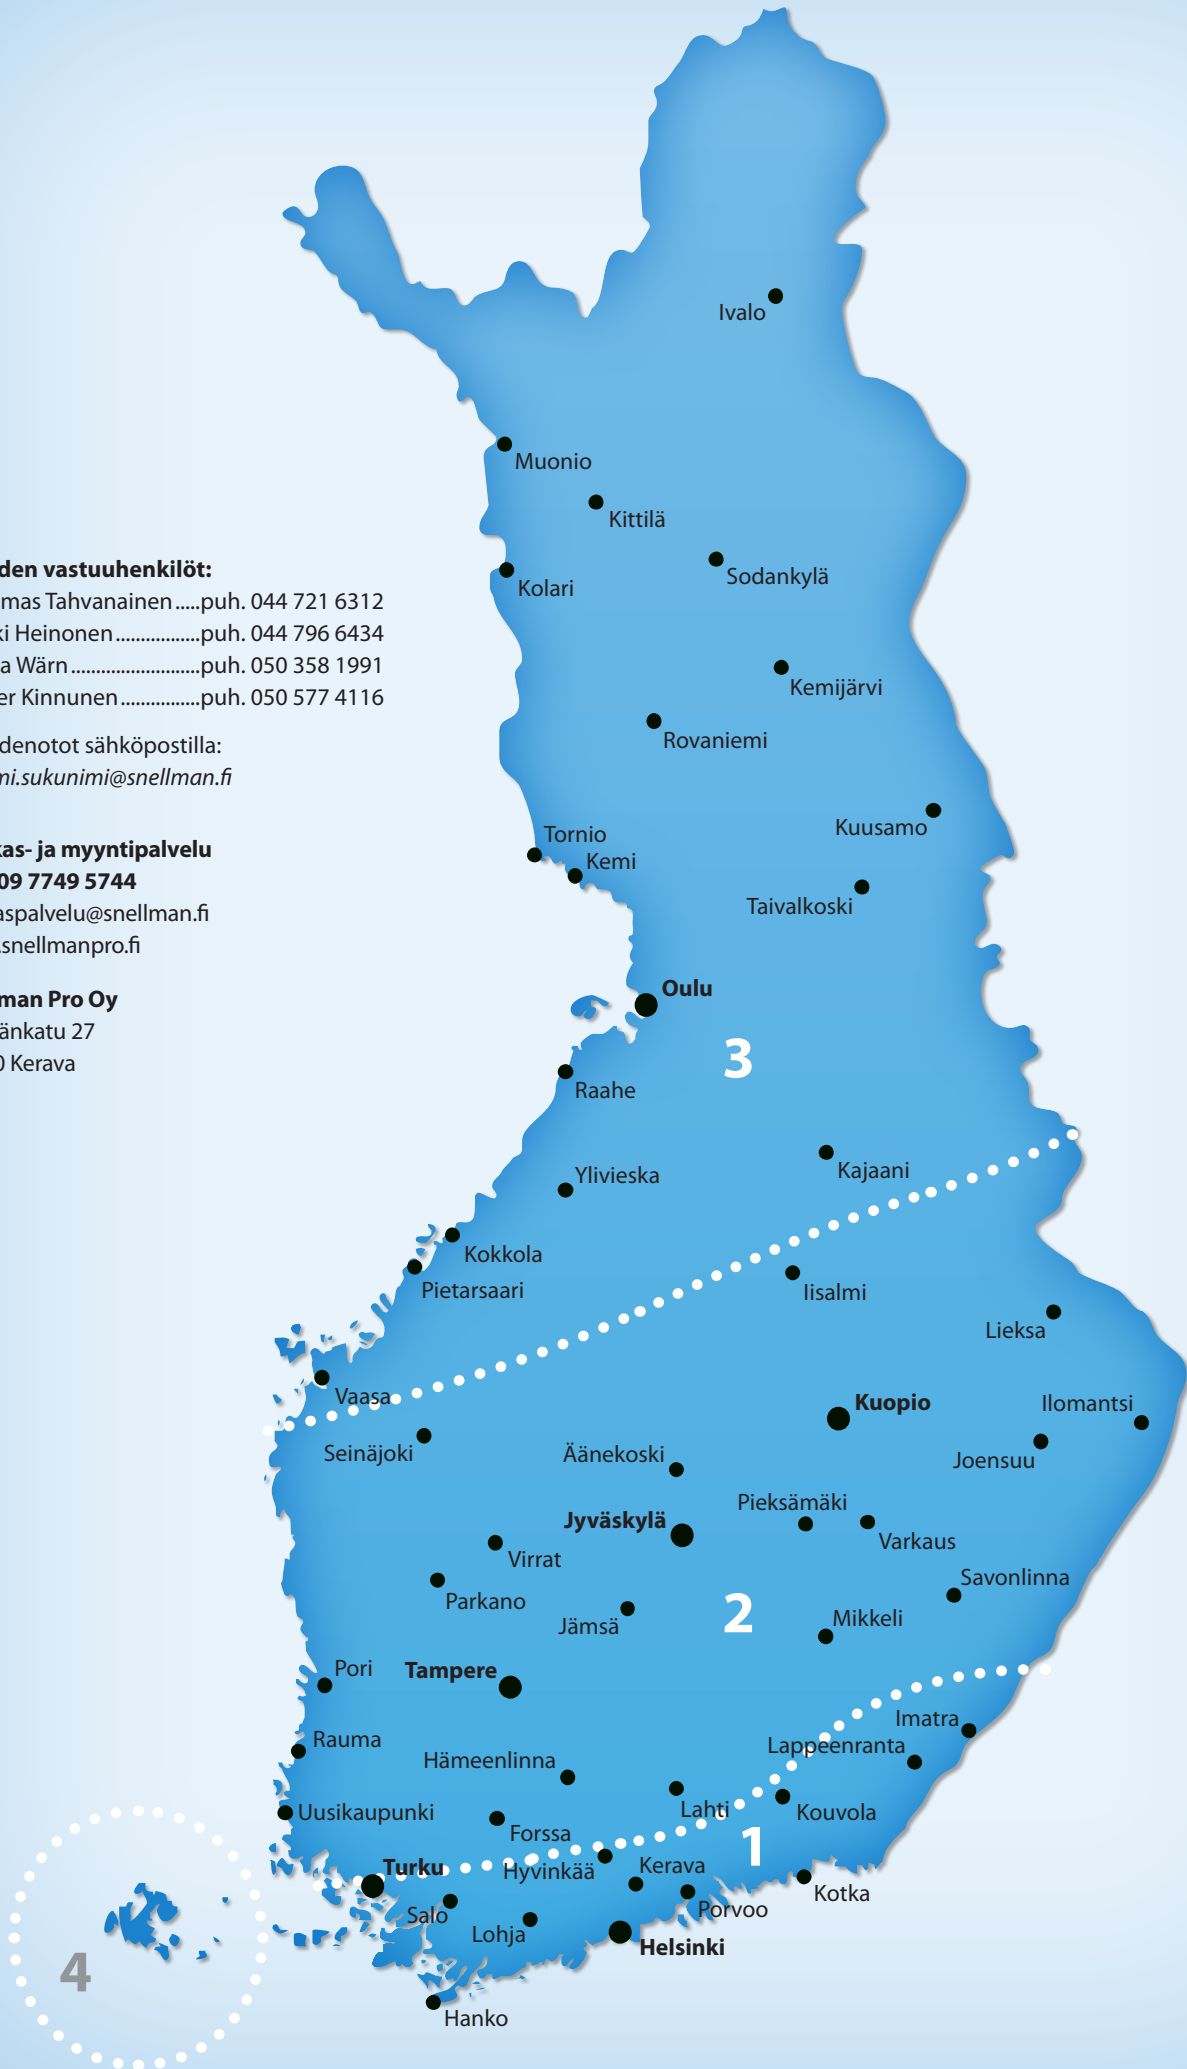 Ivalo
Muonio
Kittilä
Sodankylä
Kolari
Kemijärvi
Rovaniemi
Kuusamo
Tornio
Kemi
Taivalkoski
Oulu
3
Raahe
Kajaani
Ylivieska
Kokkola
Pietarsaari
Iisalmi
Lieksa
Vaasa
Kuopio
Ilomantsi
Seinäjoki
Äänekoski
Joensuu
Pieksämäki
Jyväskylä
Varkaus
Virrat
Savonlinna
Parkano
Jämsä
2
Mikkeli
Pori
Tampere
Imatra
Rauma
Lappeenranta
Hämeenlinna
Uusikaupunki
Lahti
Kouvola
Forssa
1
Turku
Hyvinkää
Kerava
Kotka
Salo
Porvoo
Lohja
Helsinki
4
Hanko
den vastuuhenkilöt:
mas Tahvanainen.....puh. 044 721 6312
ki Heinonen................puh. 044 796 6434
a Wärn.........................puh. 050 358 1991
er Kinnunen...............puh. 050 577 4116
denotot sähköpostilla:
mi.sukunimi@snellman.fi
kas- ja myyntipalvelu
09 7749 5744
aspalvelu@snellman.fi
.snellmanpro.fi
man Pro Oy
änkatu 27
0 Kerava